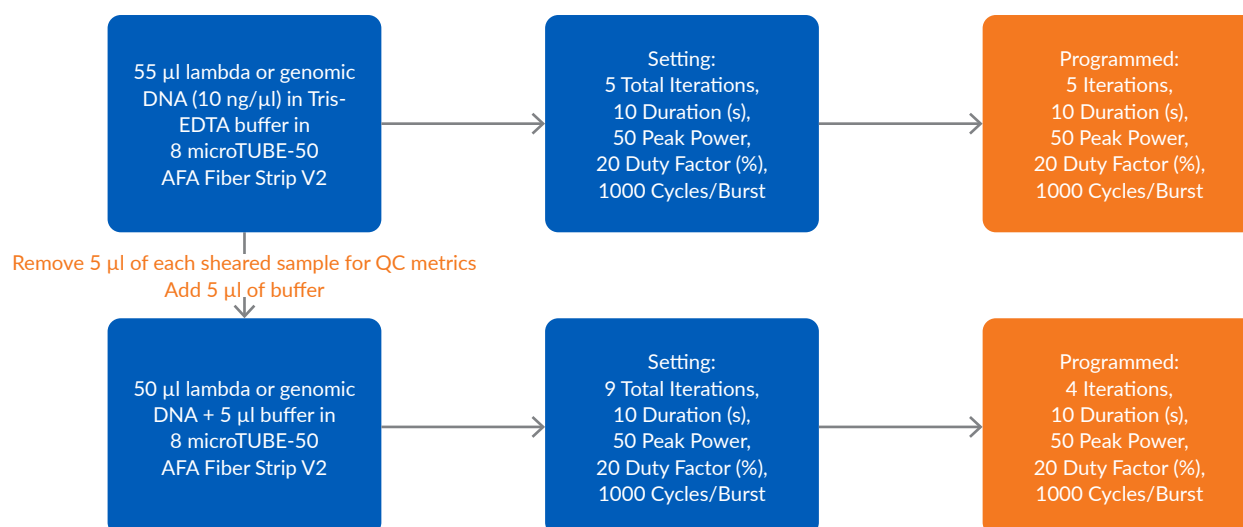 55 µl lambda or genomic
DNA (10 ng/µl) in Tris-
EDTA buffer in
8 microTUBE-50
AFA Fiber Strip V2
Setting:
5 Total Iterations,
10 Duration (s),
50 Peak Power,
20 Duty Factor (%),
1000 Cycles/Burst
Programmed:
5 Iterations,
10 Duration (s),
50 Peak Power,
20 Duty Factor (%),
1000 Cycles/Burst
Remove 5 µl of each sheared sample for QC metrics
Add 5 µl of buffer
50 µl lambda or genomic
DNA + 5 µl buffer in
8 microTUBE-50
AFA Fiber Strip V2
Setting:
9 Total Iterations,
10 Duration (s),
50 Peak Power,
20 Duty Factor (%),
1000 Cycles/Burst
Programmed:
4 Iterations,
10 Duration (s),
50 Peak Power,
20 Duty Factor (%),
1000 Cycles/Burst